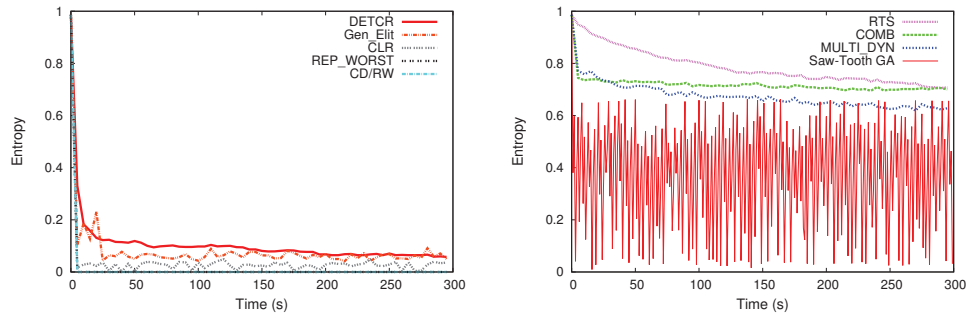 1
0.8
0.6
0.4
0.2
0
Entropy
0 50 100 150 200 250 300
Time (s)
DETCR
Gen_Elit
CLR
REP_WORST
CD/RW
1
0.8
0.6
0.4
0.2
0
Entropy
0 50 100 150 200 250 300
Time (s)
RTS
COMB
MULTI_DYN
Saw-Tooth GA